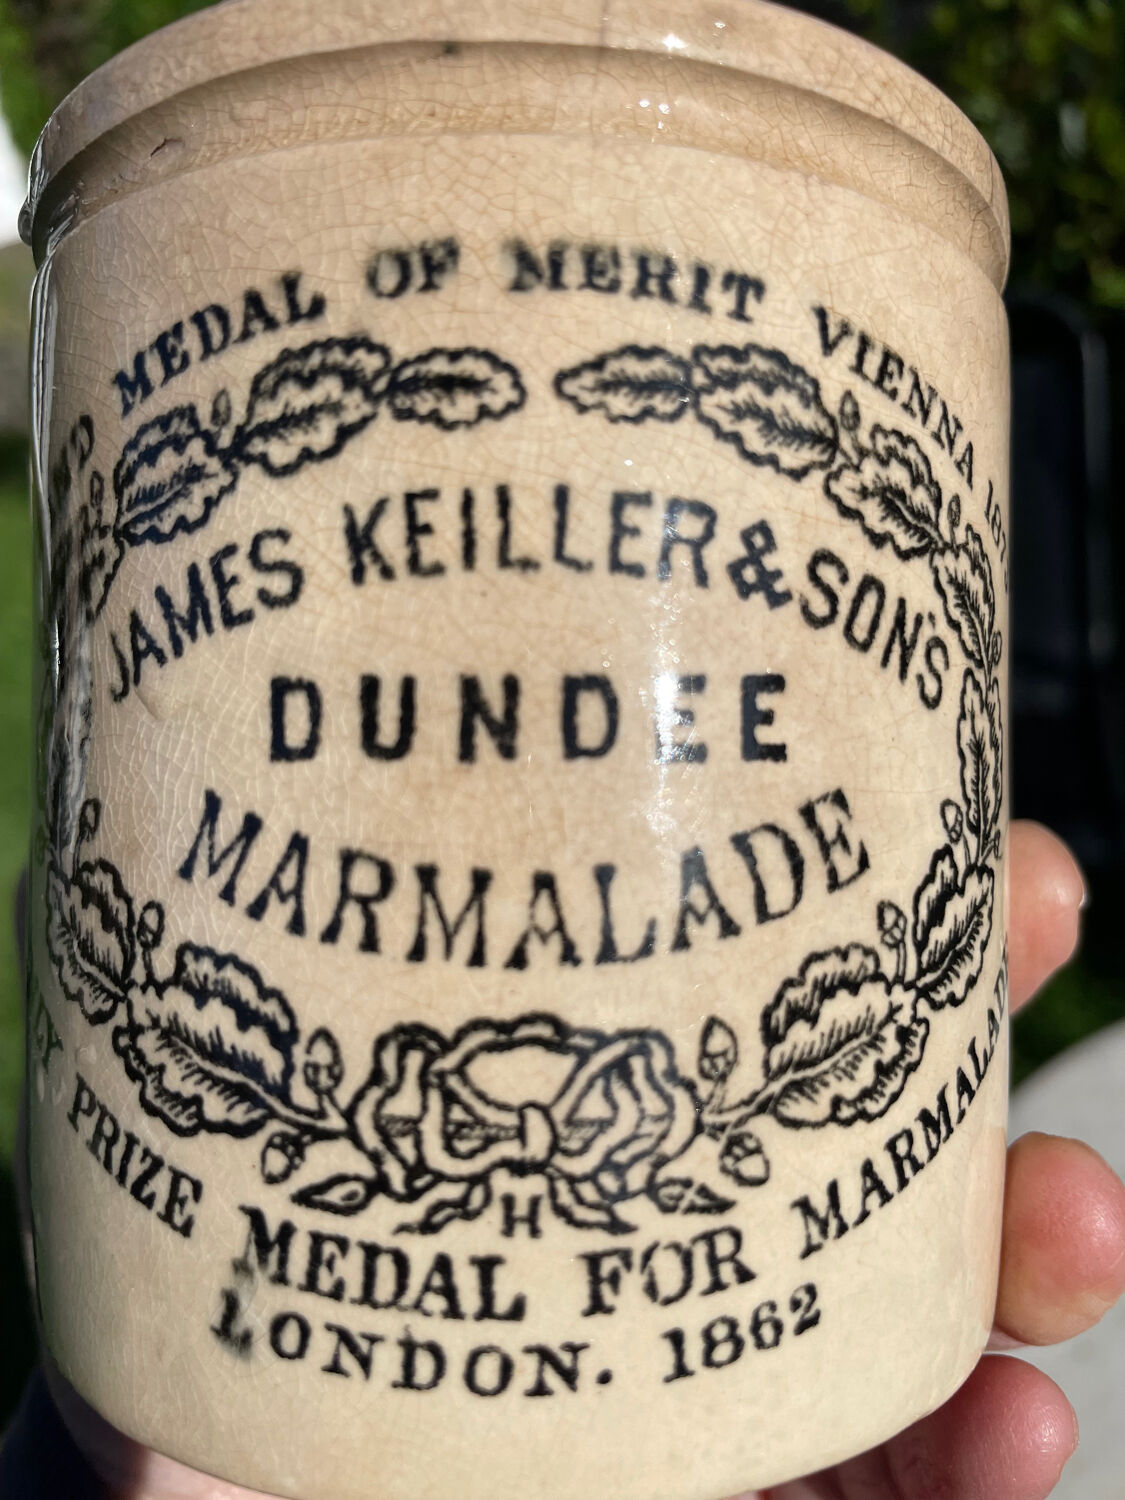 MEDAL OF MERIT VIENNA
JAMES KEILLER & SON'S
DUNDEE
MARMALADE
H
PRIZE MEDAL FOR MARMALADE
LONDON. 1862